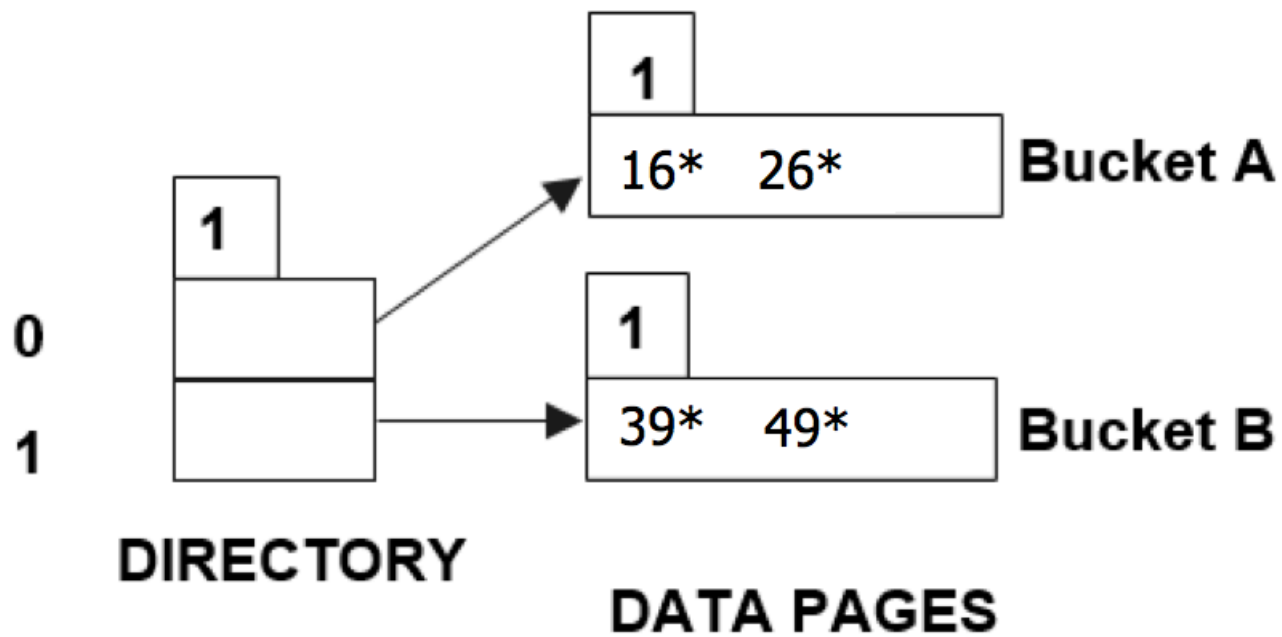 1
16* 26* Bucket A
1
0
1
39* 49* Bucket B
1
DIRECTORY
DATA PAGES